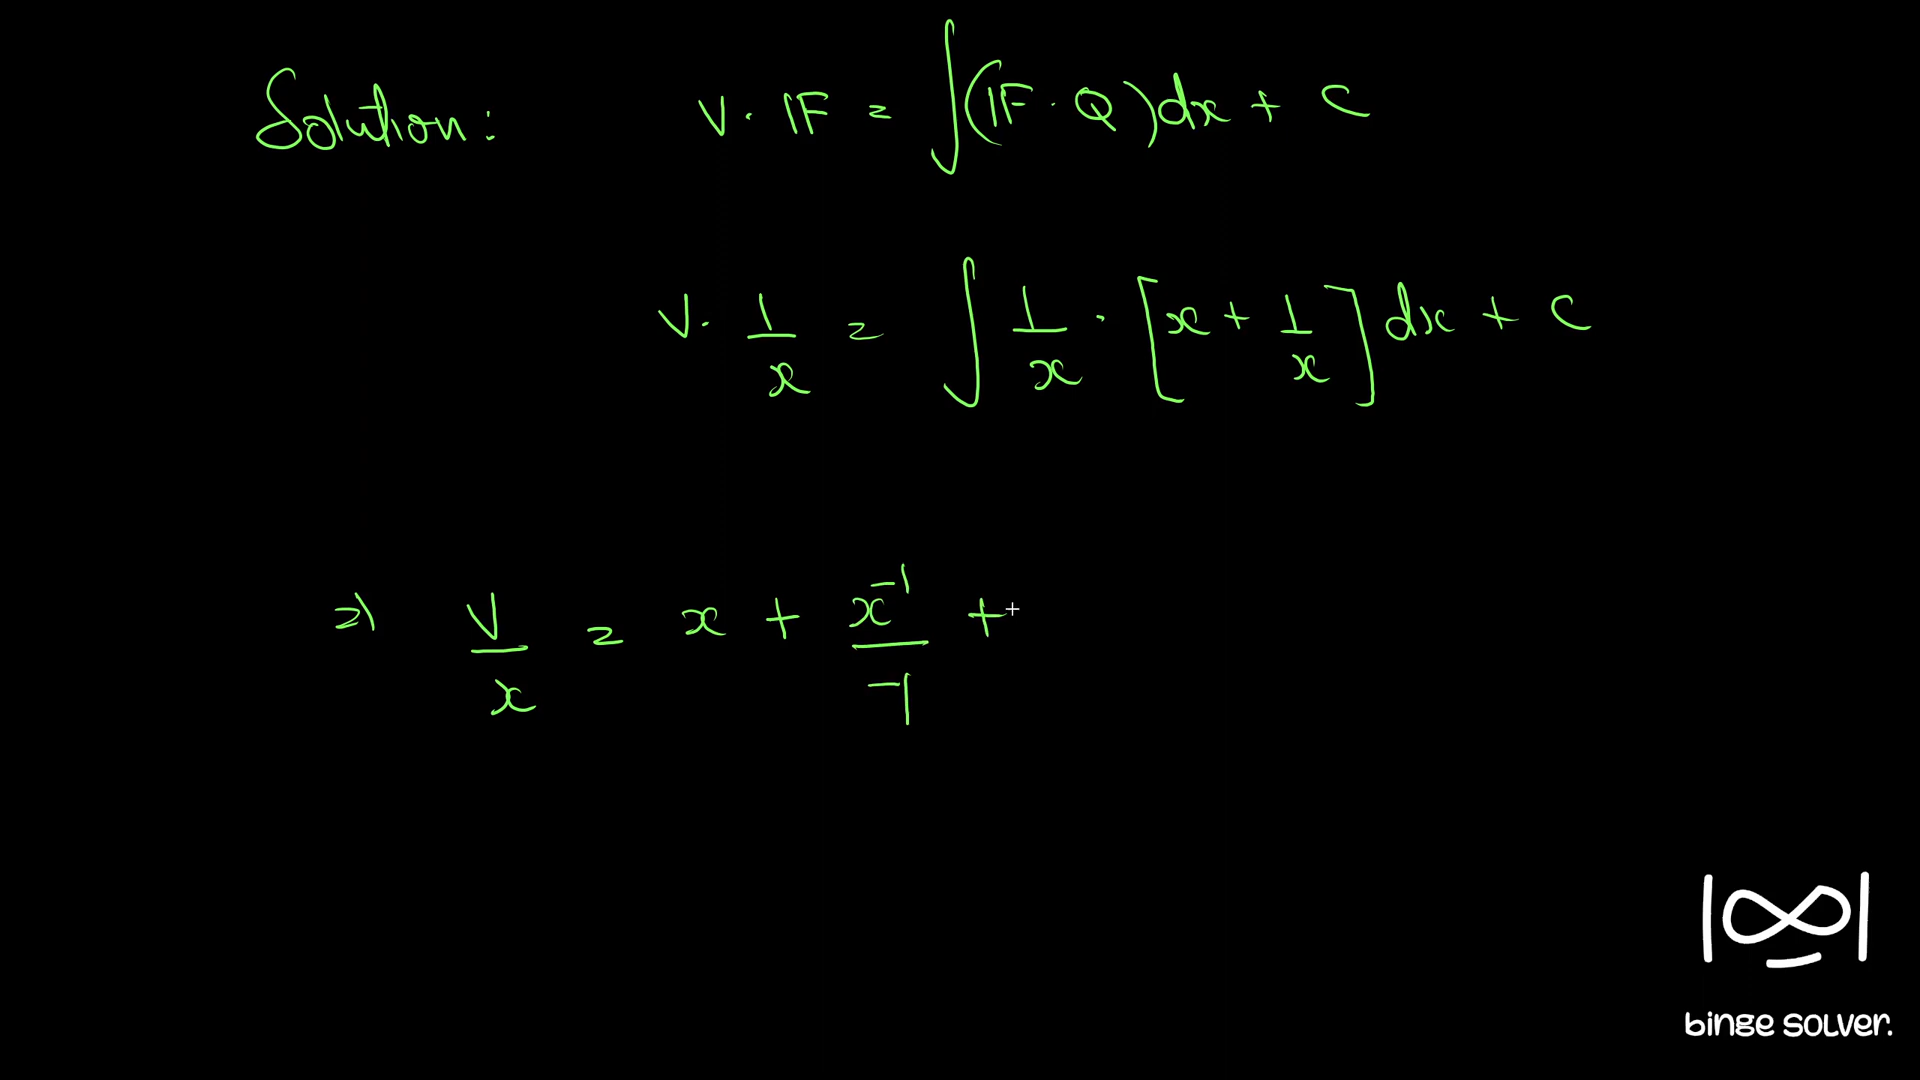 Solution: V · IF = ∫(IF · Q)dx + C
V · 1/x = ∫ 1/x · [x + 1/x] dx + C
⇒ V/x = x + x⁻¹/-1 +
binge solver.